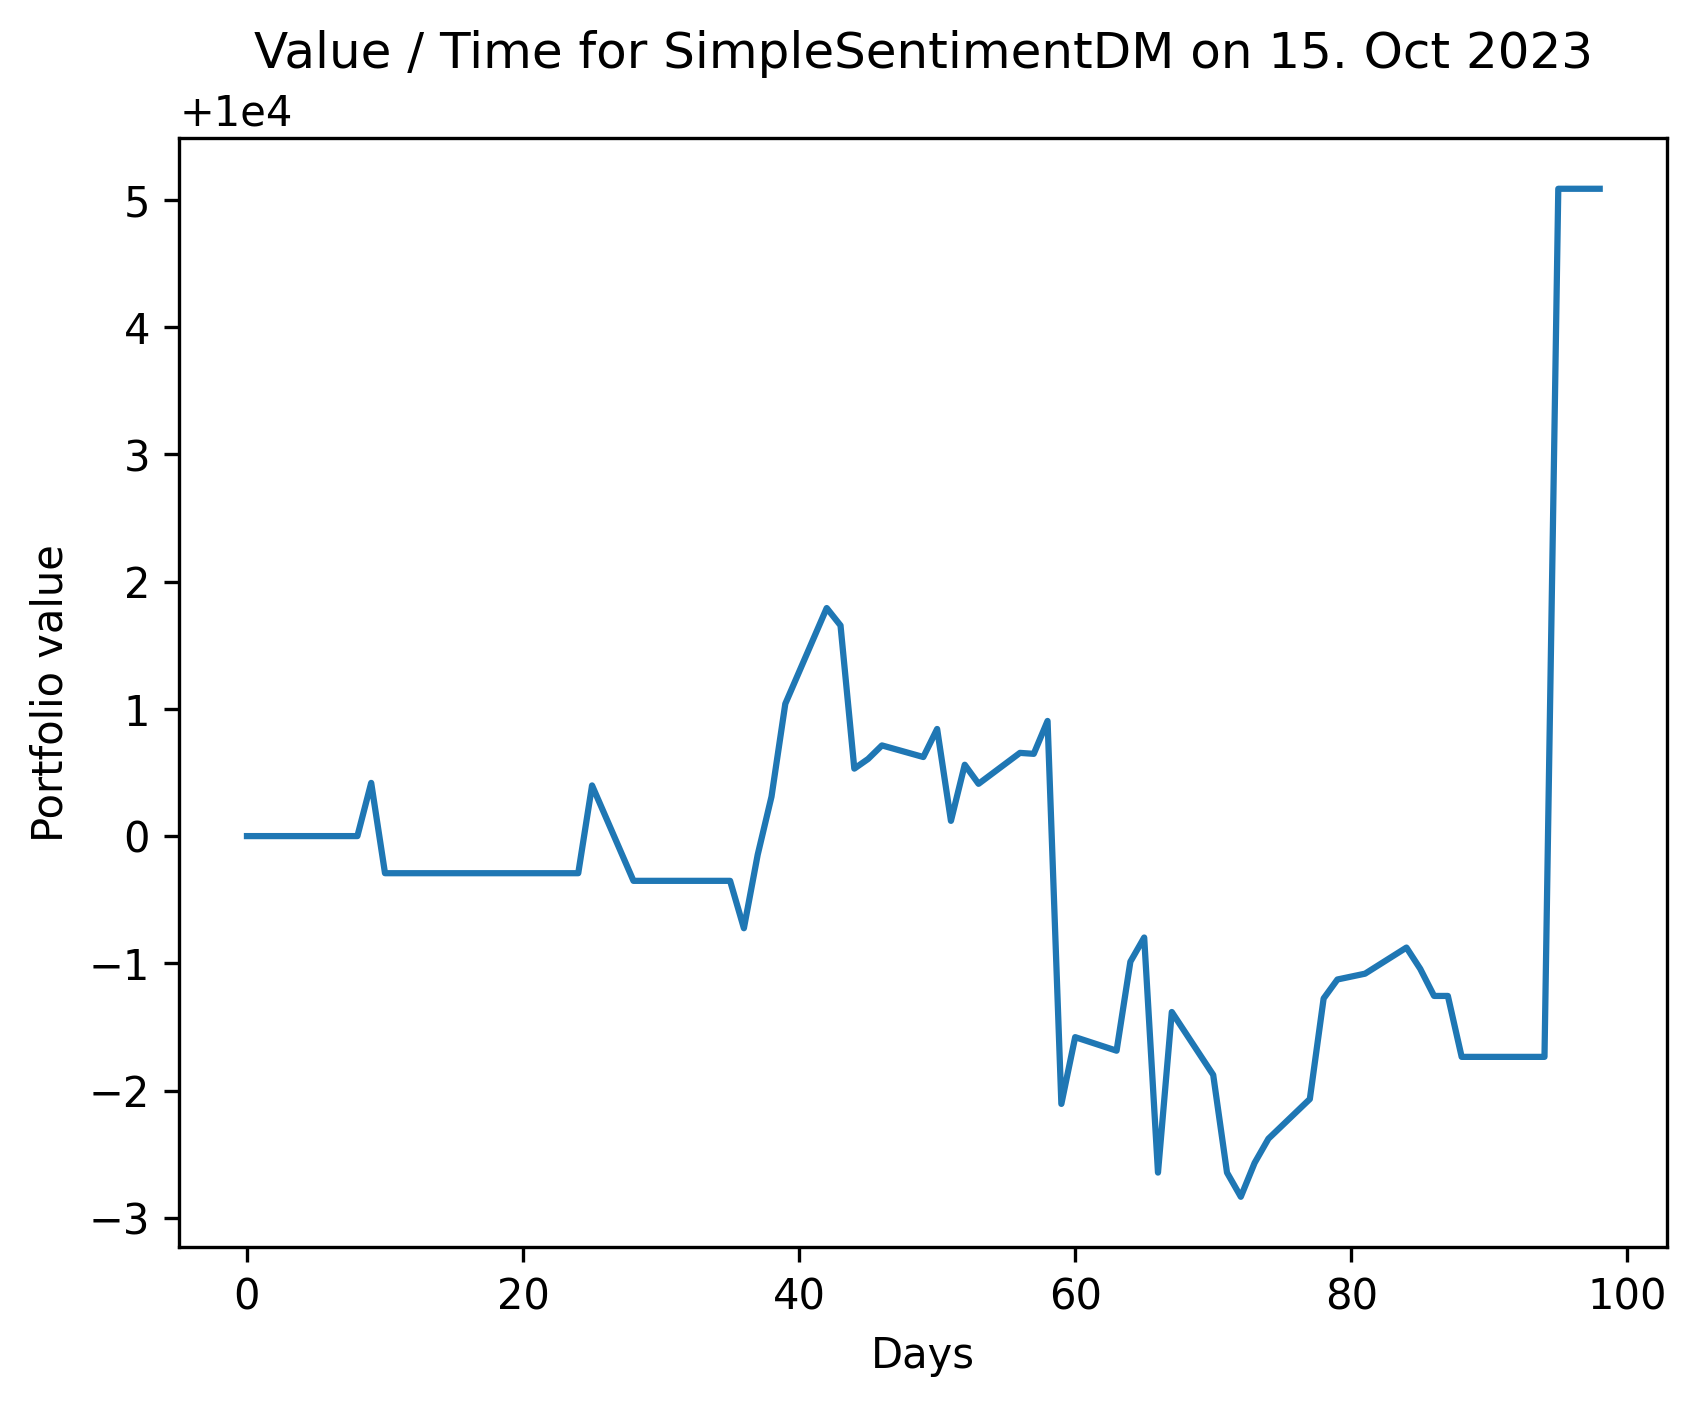 Value / Time for SimpleSentimentDM on 15. Oct 2023
+1e4
5
4
3
2
1
0
−1
−2
−3
Portfolio value
0 20 40 60 80 100
Days